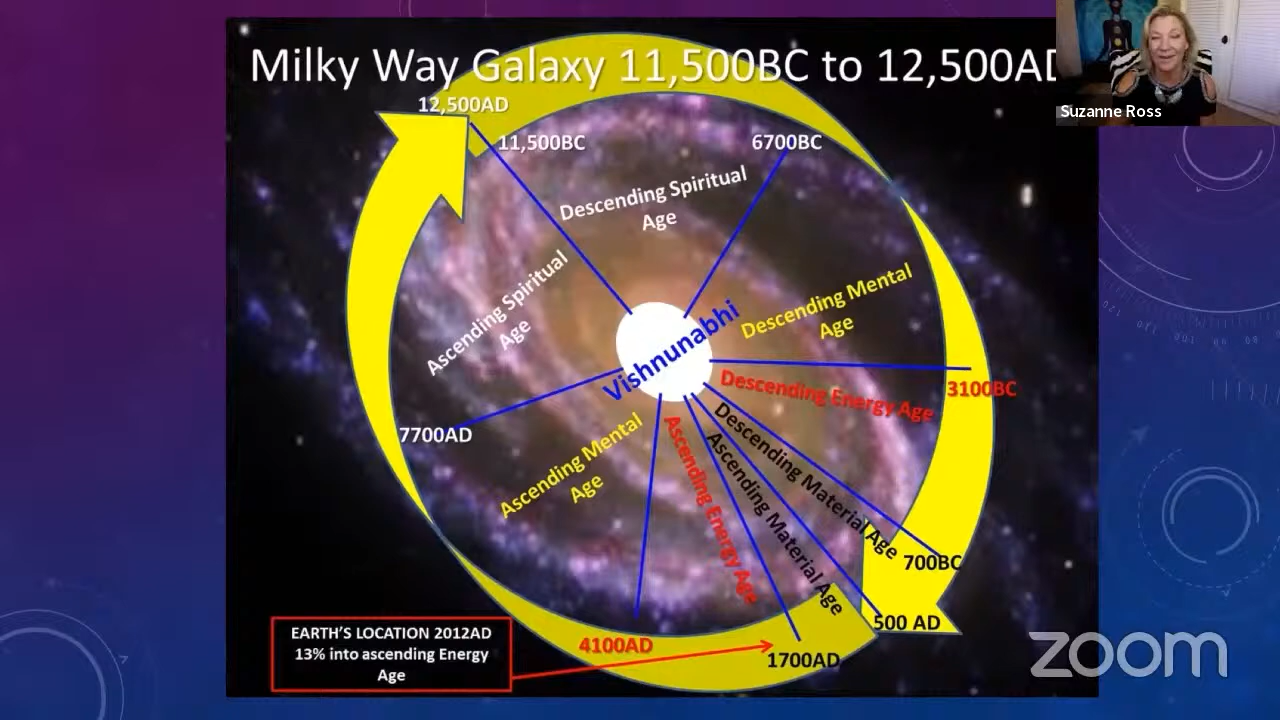 Milky Way Galaxy 11,500BC to 12,500AD
Suzanne Ross
12,500AD
11,500BC
6700BC
Descending Spiritual
Age
Ascending Spiritual
Age
Descending Mental
Age
Vishnunabhi
3100BC
Descending Energy Age
7700AD
Ascending Mental
Age
Ascending Energy Age
Ascending Material Age
Descending Material Age
700BC
500 AD
4100AD
1700AD
EARTH'S LOCATION 2012AD
13% into ascending Energy
Age
zoom